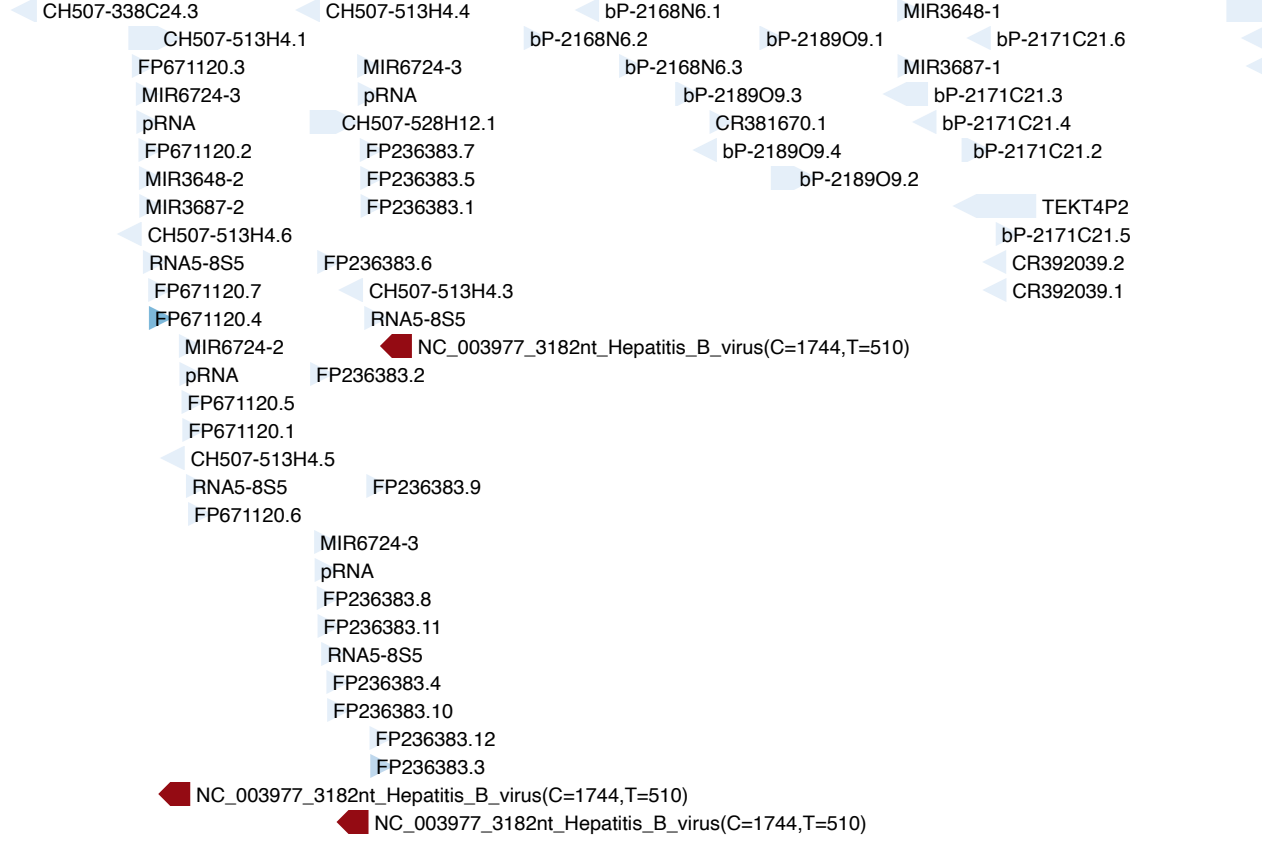 CH507-338C24.3 CH507-513H4.4 bP-2168N6.1 MIR3648-1
CH507-513H4.1 bP-2168N6.2 bP-2189O9.1 bP-2171C21.6
FP671120.3 MIR6724-3 bP-2168N6.3 MIR3687-1
MIR6724-3 pRNA bP-2189O9.3 bP-2171C21.3
pRNA CH507-528H12.1 CR381670.1 bP-2171C21.4
FP671120.2 FP236383.7 bP-2189O9.4 bP-2171C21.2
MIR3648-2 FP236383.5 bP-2189O9.2
MIR3687-2 FP236383.1 TEKT4P2
CH507-513H4.6 bP-2171C21.5
RNA5-8S5 FP236383.6 CR392039.2
FP671120.7 CH507-513H4.3 CR392039.1
FP671120.4 RNA5-8S5
MIR6724-2 NC_003977_3182nt_Hepatitis_B_virus(C=1744,T=510)
pRNA FP236383.2
FP671120.5
FP671120.1
CH507-513H4.5
RNA5-8S5 FP236383.9
FP671120.6
MIR6724-3
pRNA
FP236383.8
FP236383.11
RNA5-8S5
FP236383.4
FP236383.10
FP236383.12
FP236383.3
NC_003977_3182nt_Hepatitis_B_virus(C=1744,T=510)
NC_003977_3182nt_Hepatitis_B_virus(C=1744,T=510)